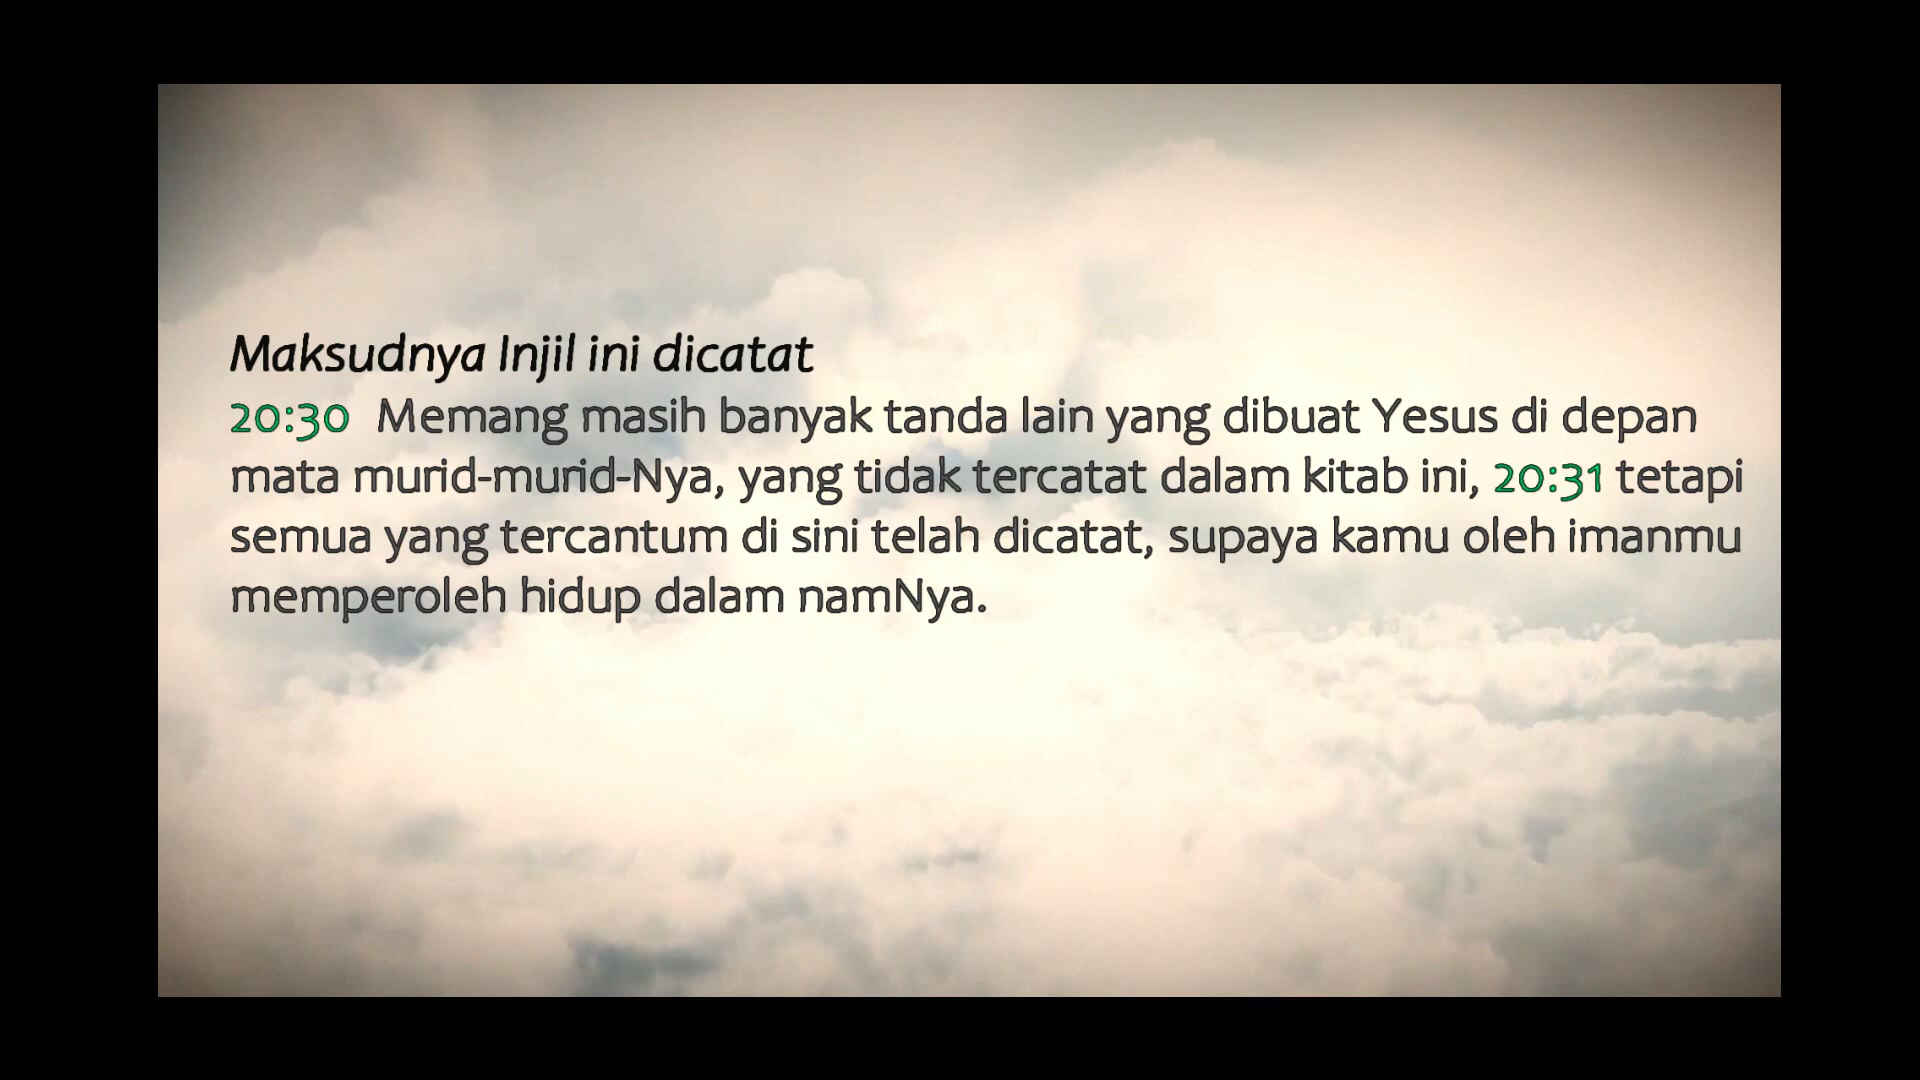 Maksudnya Injil ini dicatat
20:30 Memang masih banyak tanda lain yang dibuat Yesus di depan
mata murid-murid-Nya, yang tidak tercatat dalam kitab ini, 20:31 tetapi
semua yang tercantum di sini telah dicatat, supaya kamu oleh imanmu
memperoleh hidup dalam namNya.